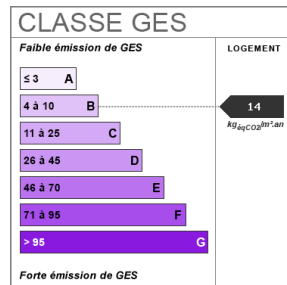 CLASSE GES
Faible émission de GES
LOGEMENT
≤ 3 A
4 à 10 B
14
kgéqCO2/m².an
11 à 25 C
26 à 45 D
46 à 70 E
71 à 95 F
> 95 G
Forte émission de GES